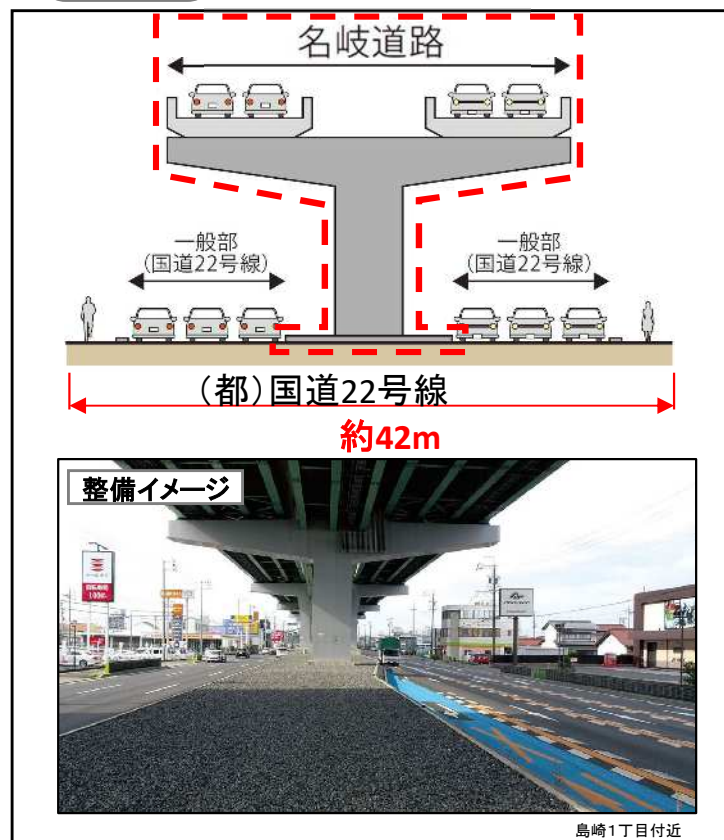 名岐道路
一般部
(国道22号線)
一般部
(国道22号線)
(都)国道22号線
約42m
整備イメージ
島崎1丁目付近